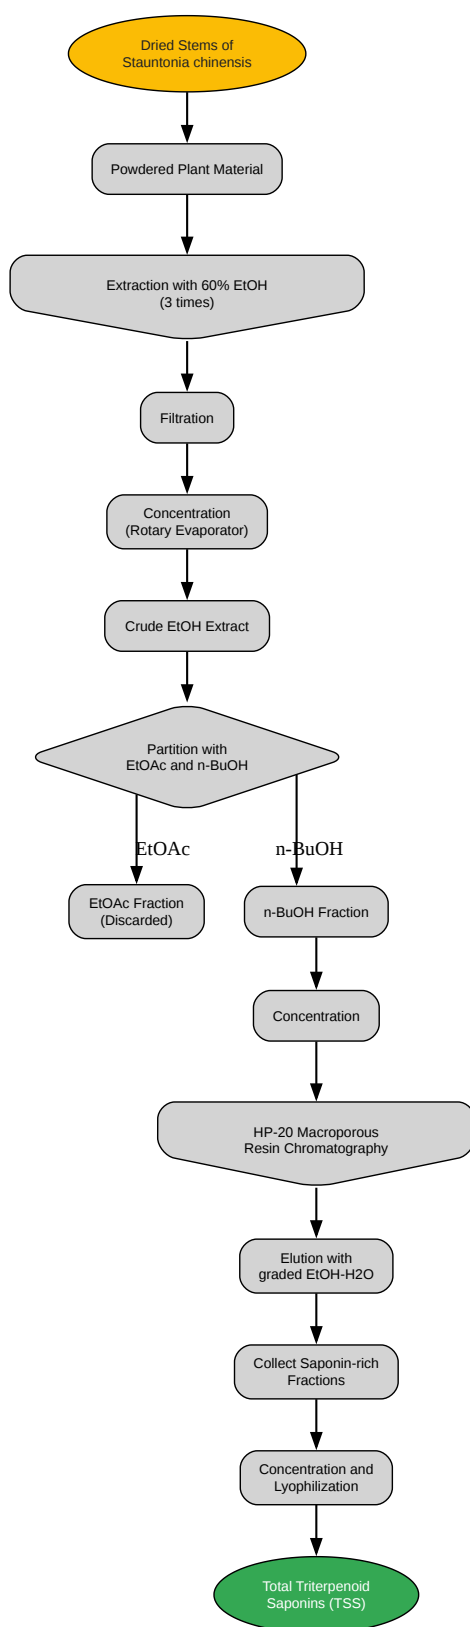 Dried Stems of
Stauntonia chinensis
Powdered Plant Material
Extraction with 60% EtOH
(3 times)
Filtration
Concentration
(Rotary Evaporator)
Crude EtOH Extract
Partition with
EtOAc and n-BuOH
EtOAc
n-BuOH
EtOAc Fraction
(Discarded)
n-BuOH Fraction
Concentration
HP-20 Macroporous
Resin Chromatography
Elution with
graded EtOH-H2O
Collect Saponin-rich
Fractions
Concentration and
Lyophilization
Total Triterpenoid
Saponins (TSS)